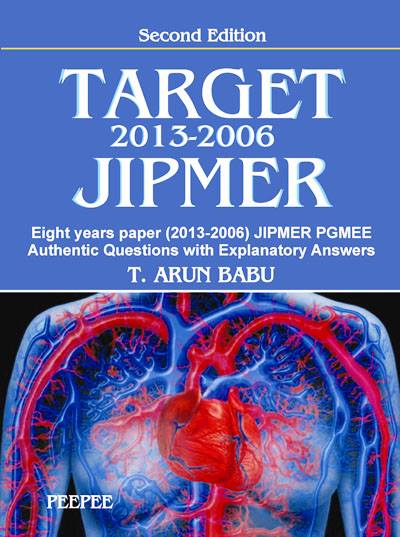 Second Edition
TARGET
2013-2006
JIPMER
Eight years paper (2013-2006) JIPMER PGMEE
Authentic Questions with Explanatory Answers
T. ARUN BABU
PEEPEE